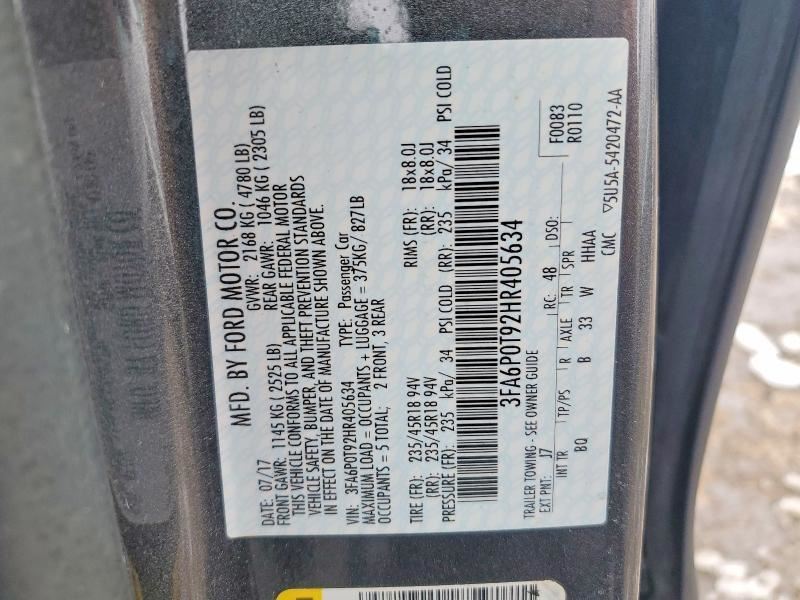 MFD. BY FORD MOTOR CO.
DATE: 07/17 GVWR: 2168 KG ( 4780 LB)
FRONT GAWR: 1145 KG ( 2525 LB) REAR GAWR: 1046 KG ( 2305 LB)
THIS VEHICLE CONFORMS TO ALL APPLICABLE FEDERAL MOTOR
VEHICLE SAFETY, BUMPER, AND THEFT PREVENTION STANDARDS
IN EFFECT ON THE DATE OF MANUFACTURE SHOWN ABOVE.
VIN: 3FA6P0T92HR405634 TYPE: Passenger Car
MAXIMUM LOAD = OCCUPANTS + LUGGAGE = 375KG/ 827LB
OCCUPANTS = 5 TOTAL; 2 FRONT, 3 REAR
TIRE (FR): 235/45R18 94V RIMS (FR): 18x8.0J
(RR): 235/45R18 94V (RR): 18x8.0J
PRESSURE (FR): 235 kPa/ 34 PSI COLD (RR): 235 kPa/ 34 PSI COLD
3FA6P0T92HR405634
TRAILER TOWING - SEE OWNER GUIDE
F0083
EXT PNT: J7 RC: 48 DSO: R0110
INT TR TP/PS R AXLE TR SPR
BQ B 33 W HHAA
CMC ▽5U5A-5420472-AA